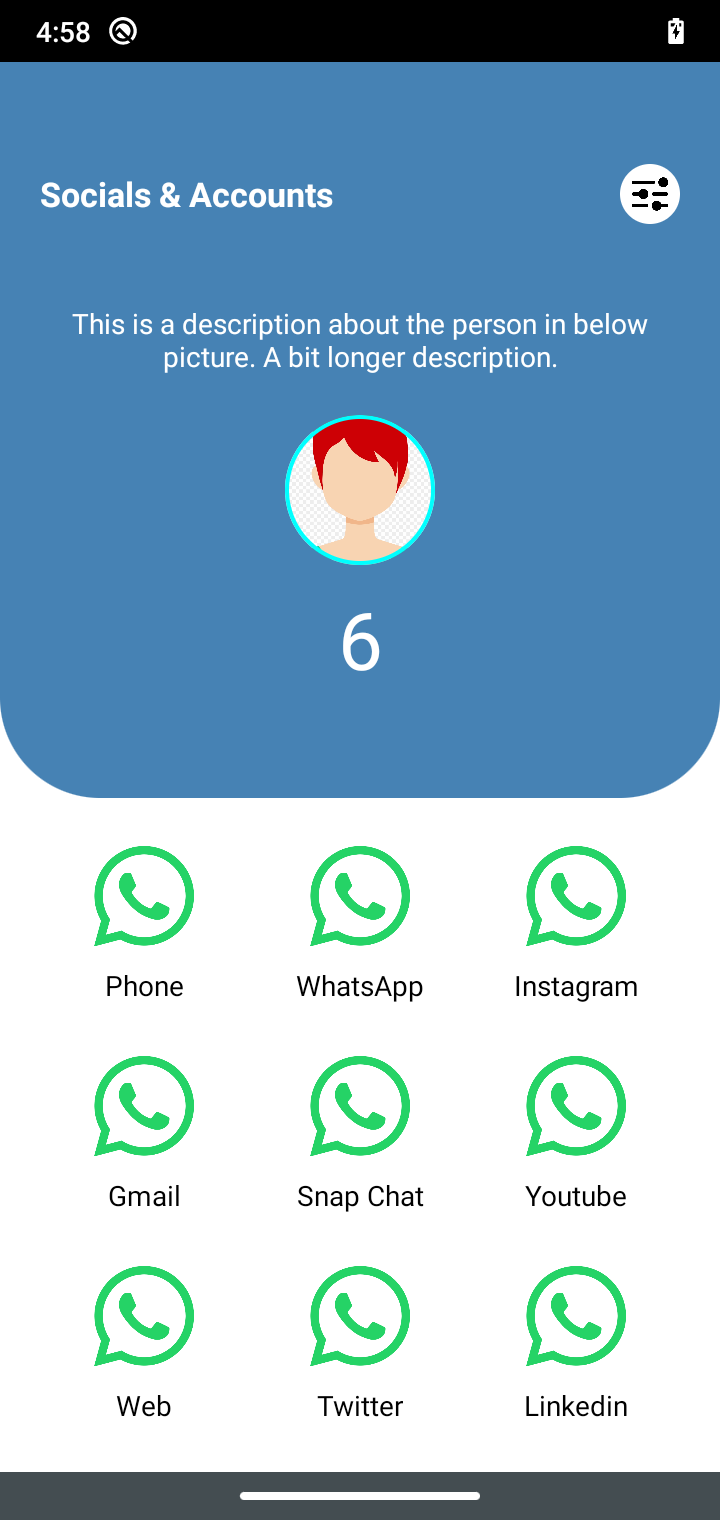 4:58
Socials & Accounts
This is a description about the person in below
picture. A bit longer description.
6
Phone
WhatsApp
Instagram
Gmail
Snap Chat
Youtube
Web
Twitter
Linkedin